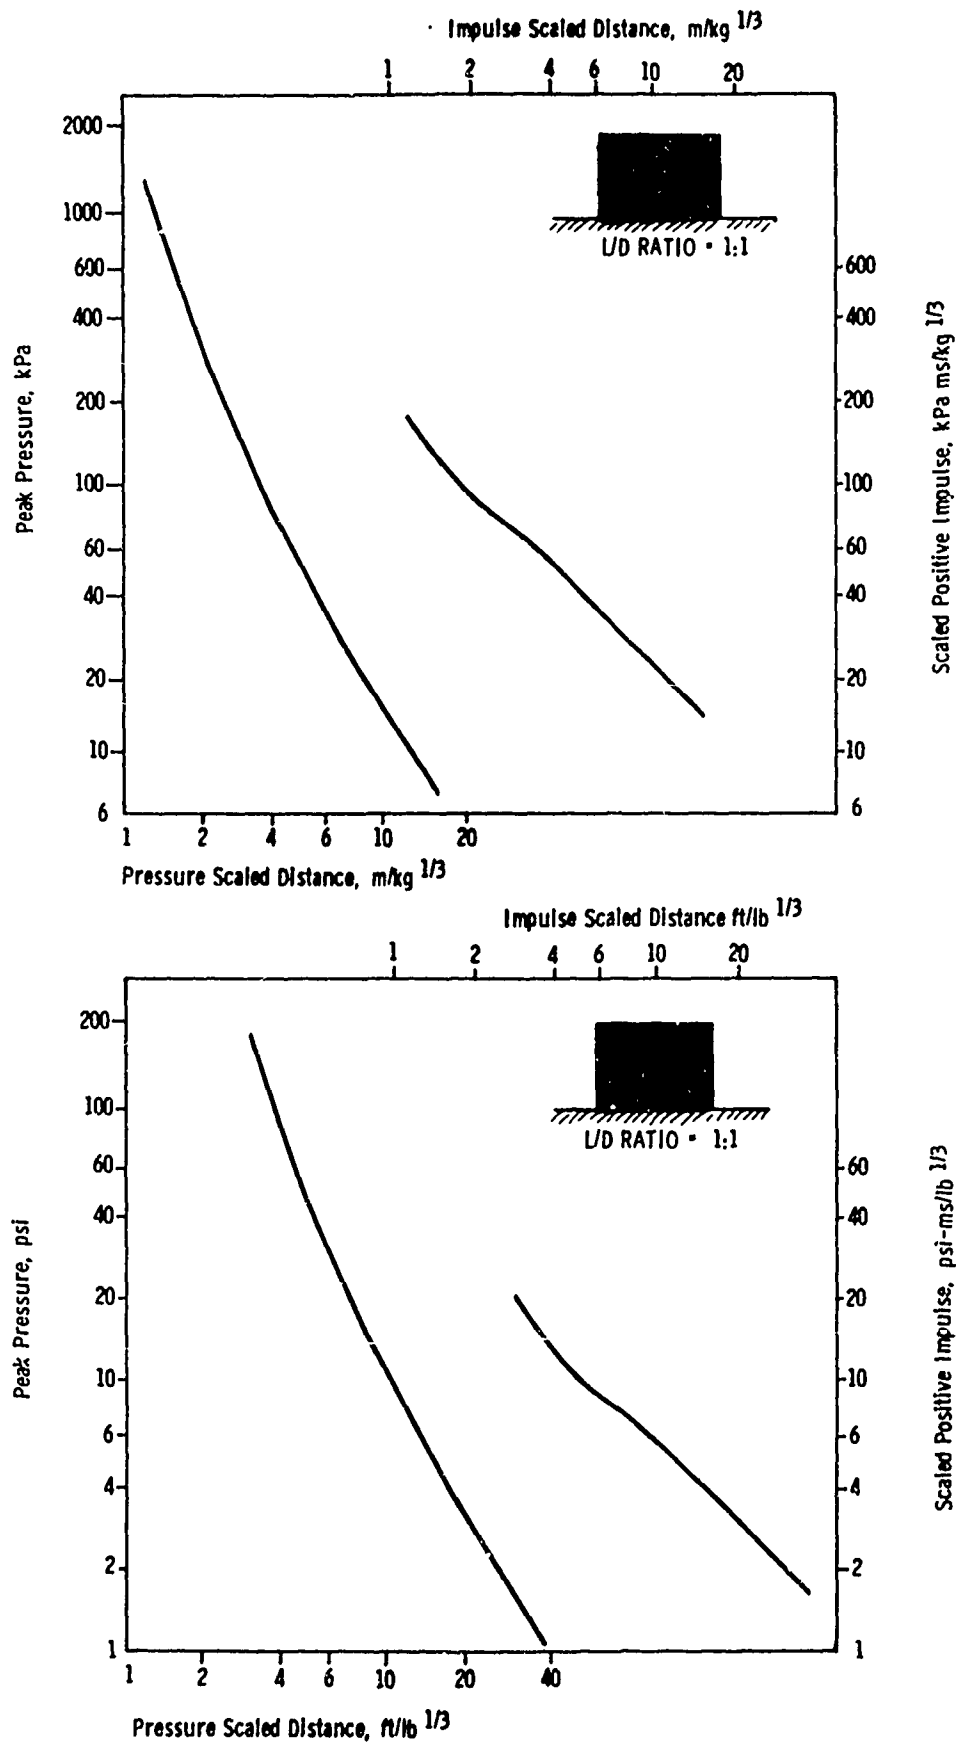 Impulse Scaled Distance, m/kg 1/3
1 2 4 6 10 20
2000
1000
600
400
200
100
60
40
20
10
6
Peak Pressure, kPa
L/D RATIO = 1:1
600
400
200
100
60
40
20
10
6
Scaled Positive Impulse, kPa ms/kg 1/3
1 2 4 6 10 20
Pressure Scaled Distance, m/kg 1/3
Impulse Scaled Distance ft/lb 1/3
1 2 4 6 10 20
200
100
60
40
20
10
6
4
2
1
Peak Pressure, psi
L/D RATIO = 1:1
60
40
20
10
6
4
2
1
Scaled Positive Impulse, psi-ms/lb 1/3
1 2 4 6 10 20 40
Pressure Scaled Distance, ft/lb 1/3